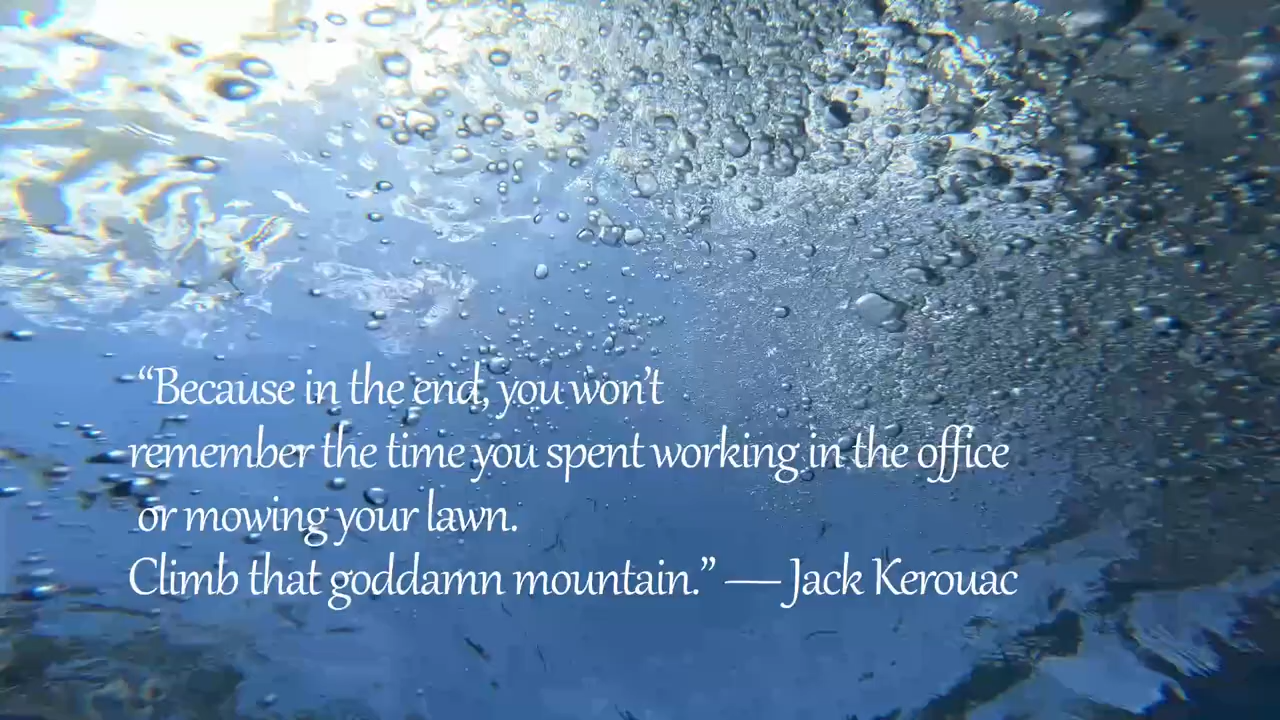 “Because in the end, you won’t
remember the time you spent working in the office
or mowing your lawn.
Climb that goddamn mountain.” — Jack Kerouac